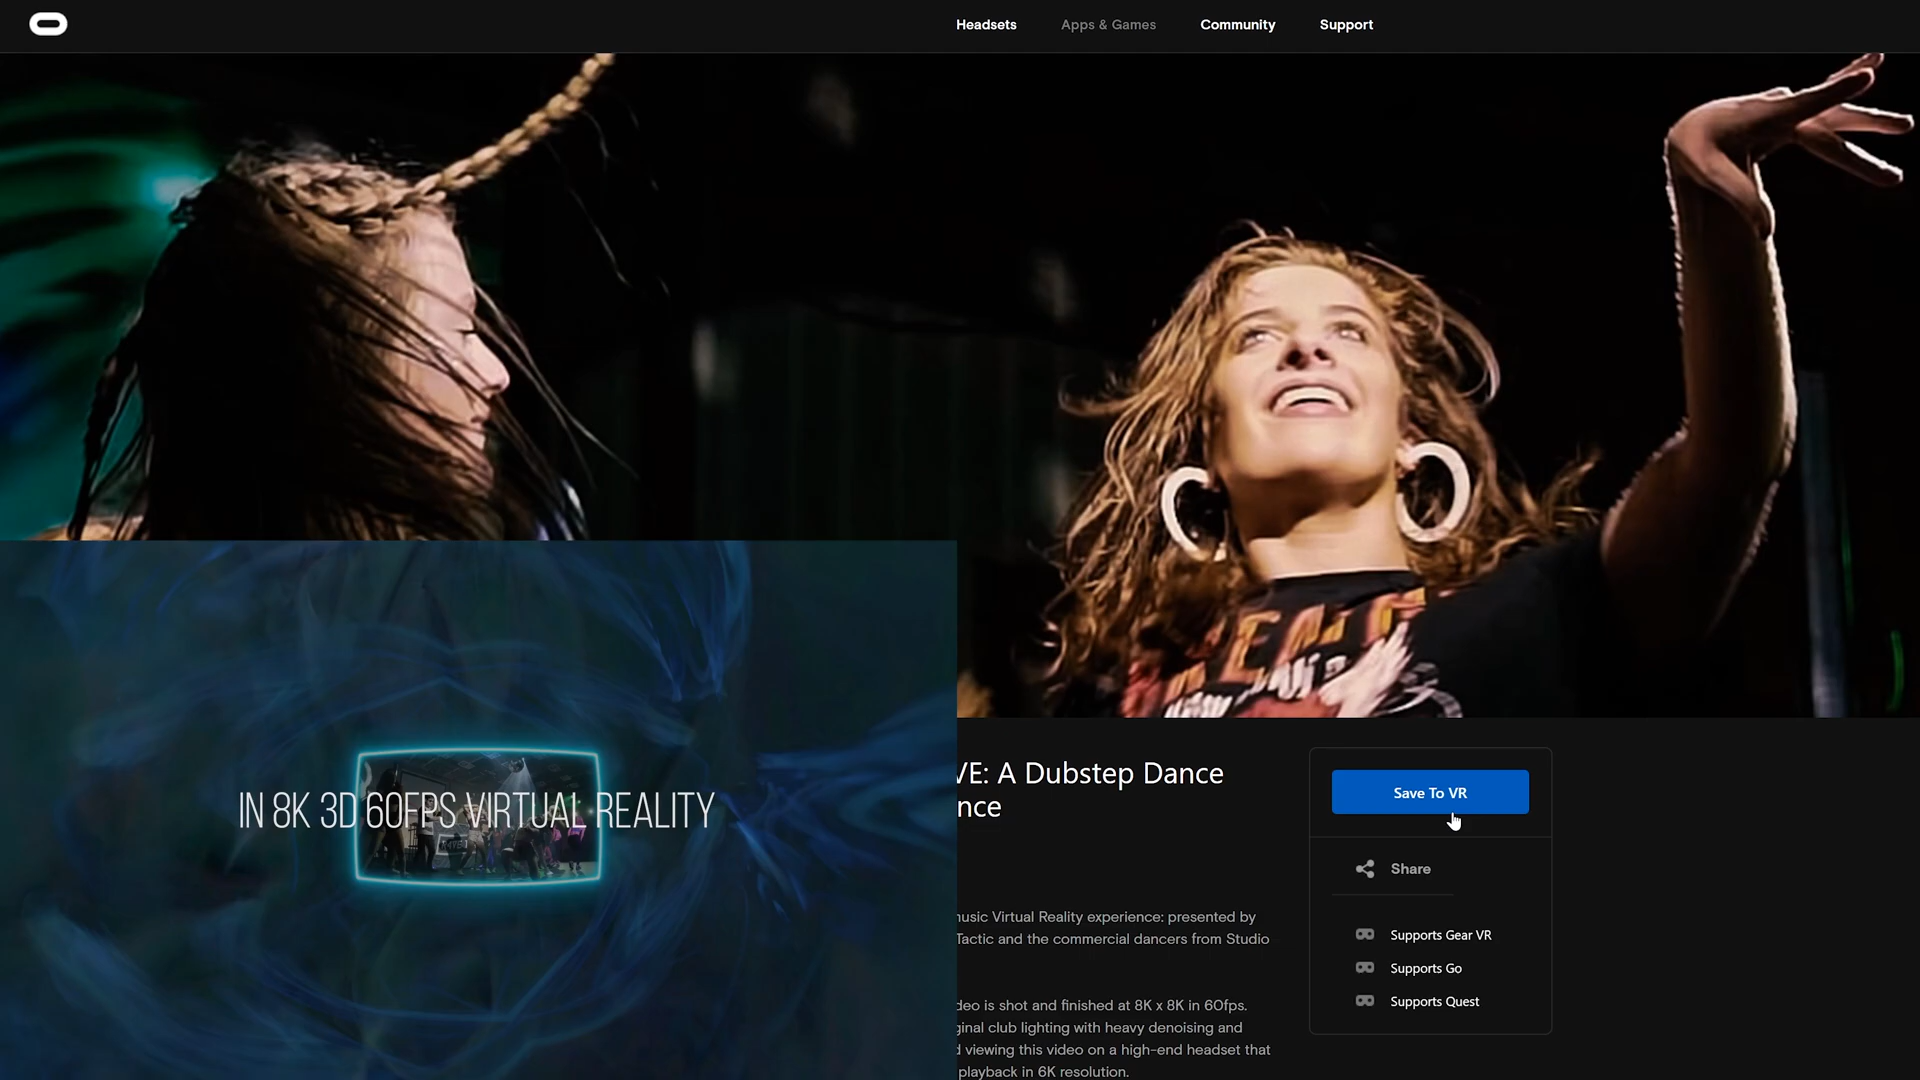 Headsets
Apps & Games
Community
Support
VE: A Dubstep Dance
nce
Save To VR
Share
Supports Gear VR
Supports Go
Supports Quest
IN 8K 3D 60FPS VIRTUAL REALITY
Virtual Reality experience: presented by
Tactic and the commercial dancers from Studio
is shot and finished at 8K x 8K in 60fps.
club lighting with heavy denoising and
viewing this video on a high-end headset that
playback in 6K resolution.